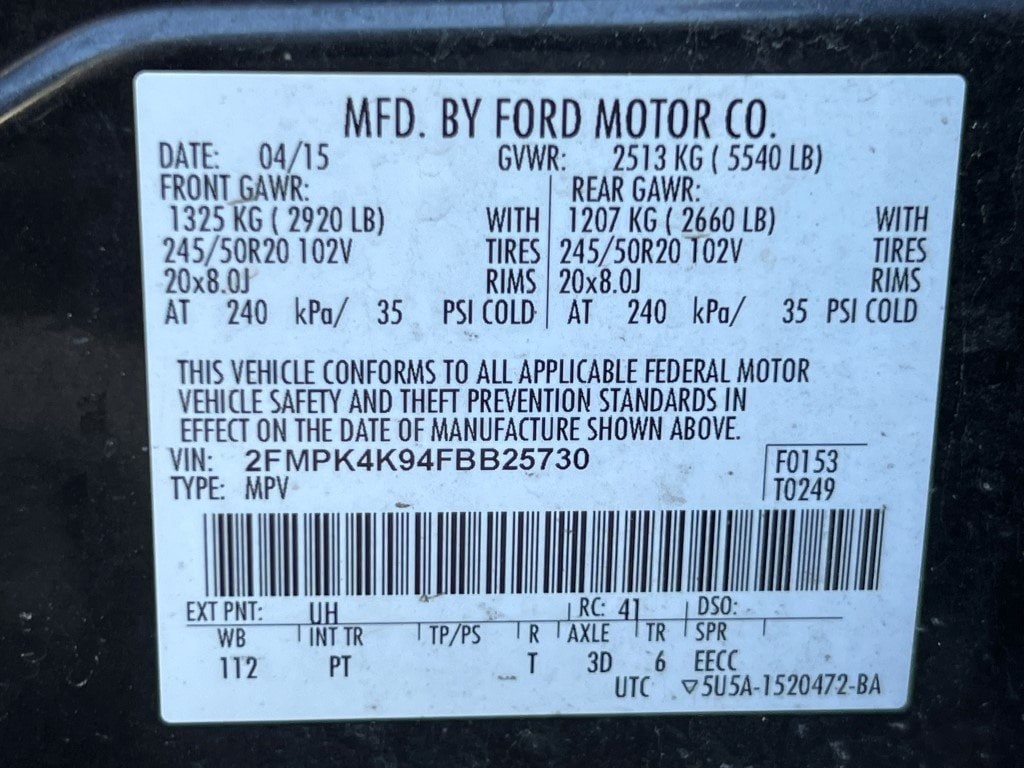 MFD. BY FORD MOTOR CO.
DATE: 04/15 GVWR: 2513 KG ( 5540 LB)
FRONT GAWR: REAR GAWR:
1325 KG ( 2920 LB) WITH 1207 KG ( 2660 LB) WITH
245/50R20 102V TIRES 245/50R20 102V TIRES
20x8.0J RIMS 20x8.0J RIMS
AT 240 kPa/ 35 PSI COLD AT 240 kPa/ 35 PSI COLD
THIS VEHICLE CONFORMS TO ALL APPLICABLE FEDERAL MOTOR
VEHICLE SAFETY AND THEFT PREVENTION STANDARDS IN
EFFECT ON THE DATE OF MANUFACTURE SHOWN ABOVE.
VIN: 2FMPK4K94FBB25730 F0153
TYPE: MPV T0249
EXT PNT: UH RC: 41 DSO:
WB INT TR TP/PS R AXLE TR SPR
112 PT T 3D 6 EECC
UTC ▽5U5A-1520472-BA